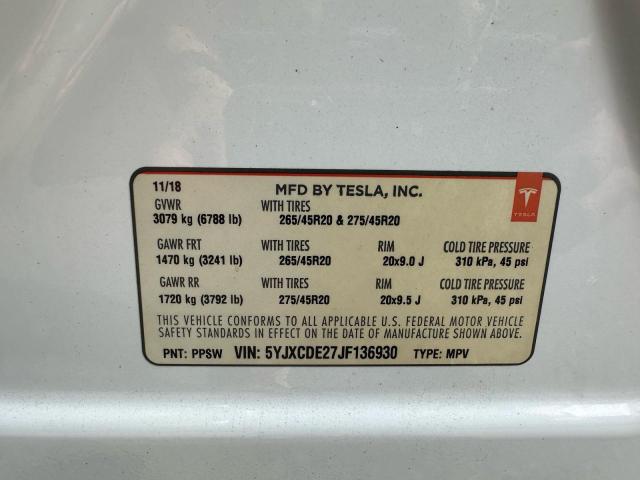 11/18 MFD BY TESLA, INC.
GVWR WITH TIRES
3079 kg (6788 lb) 265/45R20 & 275/45R20
TESLA
GAWR FRT WITH TIRES RIM COLD TIRE PRESSURE
1470 kg (3241 lb) 265/45R20 20x9.0 J 310 kPa, 45 psi
GAWR RR WITH TIRES RIM COLD TIRE PRESSURE
1720 kg (3792 lb) 275/45R20 20x9.5 J 310 kPa, 45 psi
THIS VEHICLE CONFORMS TO ALL APPLICABLE U.S. FEDERAL MOTOR VEHICLE
SAFETY STANDARDS IN EFFECT ON THE DATE OF MANUFACTURE SHOWN ABOVE.
PNT: PPSW VIN: 5YJXCDE27JF136930 TYPE: MPV